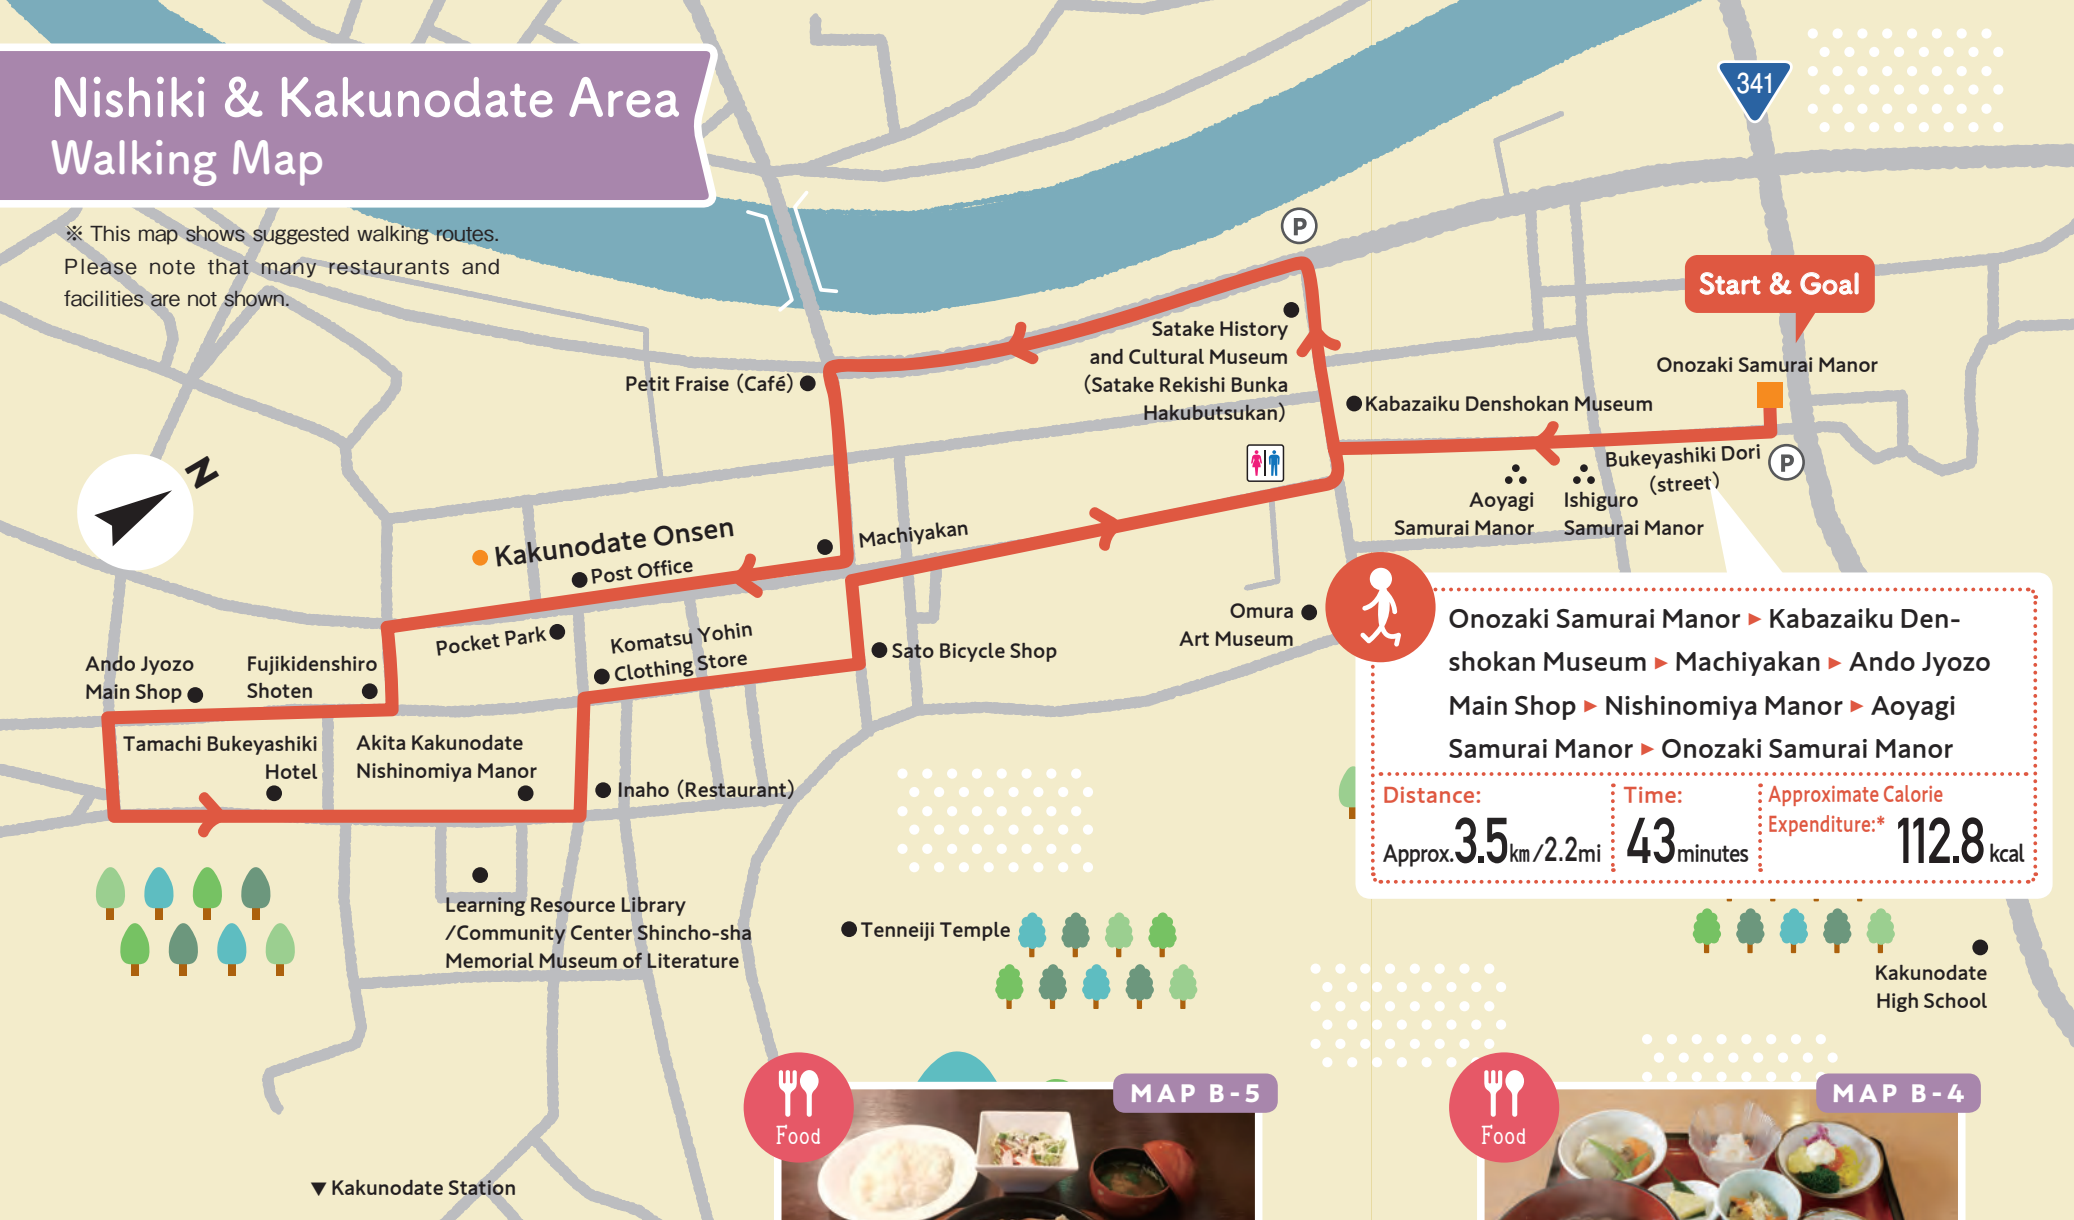 Nishiki & Kakunodate Area
Walking Map
※ This map shows suggested walking routes.
Please note that many restaurants and
facilities are not shown.
341
P
Start & Goal
Onozaki Samurai Manor
Satake History
and Cultural Museum
(Satake Rekishi Bunka
Hakubutsukan)
Petit Fraise (Café)
Kabazaiku Denshokan Museum
Bukeyashiki Dori
(street)
P
Aoyagi
Samurai Manor
Ishiguro
Samurai Manor
N
Kakunodate Onsen
Machiyakan
Post Office
Pocket Park
Komatsu Yohin
Clothing Store
Sato Bicycle Shop
Omura
Art Museum
Ando Jyozo
Main Shop
Fujikidenshiro
Shoten
Tamachi Bukeyashiki
Hotel
Akita Kakunodate
Nishinomiya Manor
Inaho (Restaurant)
Onozaki Samurai Manor ▶ Kabazaiku Den-
shokan Museum ▶ Machiyakan ▶ Ando Jyozo
Main Shop ▶ Nishinomiya Manor ▶ Aoyagi
Samurai Manor ▶ Onozaki Samurai Manor
Distance:
Approx.3.5km/2.2mi
Time:
43minutes
Approximate Calorie
Expenditure:*
112.8kcal
Learning Resource Library
/Community Center Shincho-sha
Memorial Museum of Literature
Tenneiji Temple
Kakunodate
High School
Food
MAP B-5
Food
MAP B-4
▼Kakunodate Station